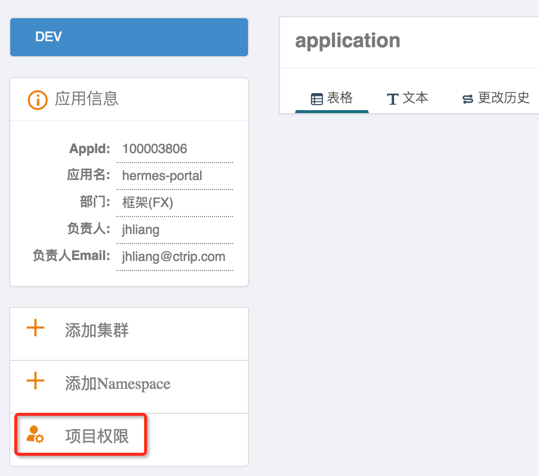 DEV
应用信息
AppId: 100003806
应用名: hermes-portal
部门: 框架(FX)
负责人: jhliang
负责人Email: jhliang@ctrip.com
添加集群
添加Namespace
项目权限
application
表格 文本 更改历史